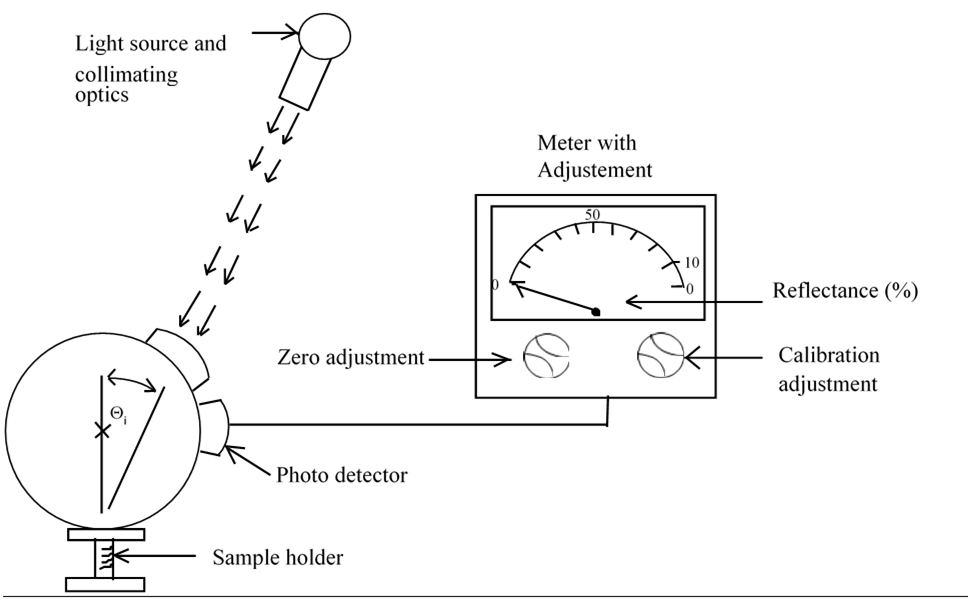 Light source and
collimating
optics
Meter with
Adjustement
50
10
0
0
Reflectance (%)
Zero adjustment
Calibration
adjustment
Θi
Photo detector
Sample holder